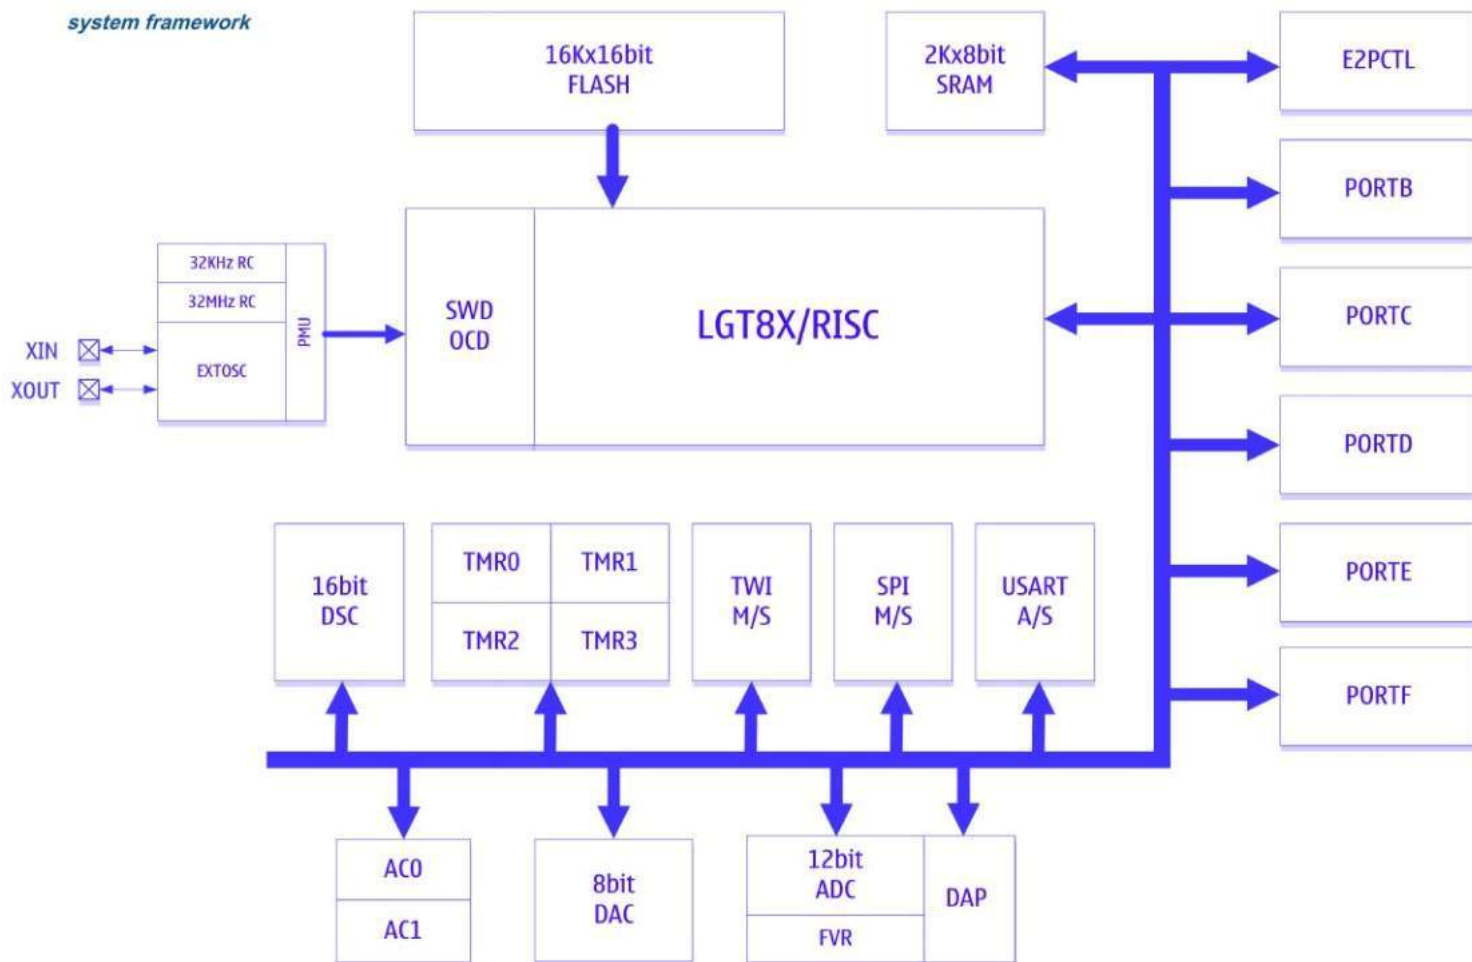 system framework
16Kx16bit
FLASH
2Kx8bit
SRAM
E2PCTL
PORTB
32KHz RC
32MHz RC
EXTOSC
PMU
XIN
XOUT
SWD
OCD
LGT8X/RISC
PORTC
PORTD
16bit
DSC
TMR0
TMR1
TMR2
TMR3
TWI
M/S
SPI
M/S
USART
A/S
PORTE
PORTF
AC0
AC1
8bit
DAC
12bit
ADC
FVR
DAP